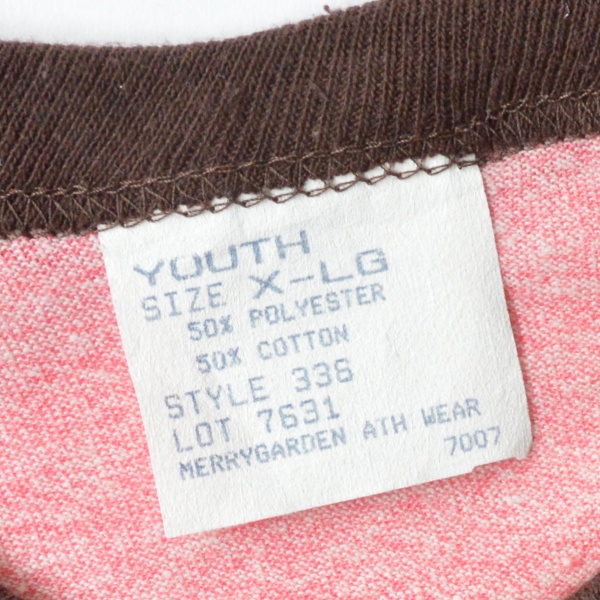 YOUTH
SIZE X-LG
50% POLYESTER
50% COTTON
STYLE 336
LOT 7631
MERRYGARDEN ATH WEAR
7007